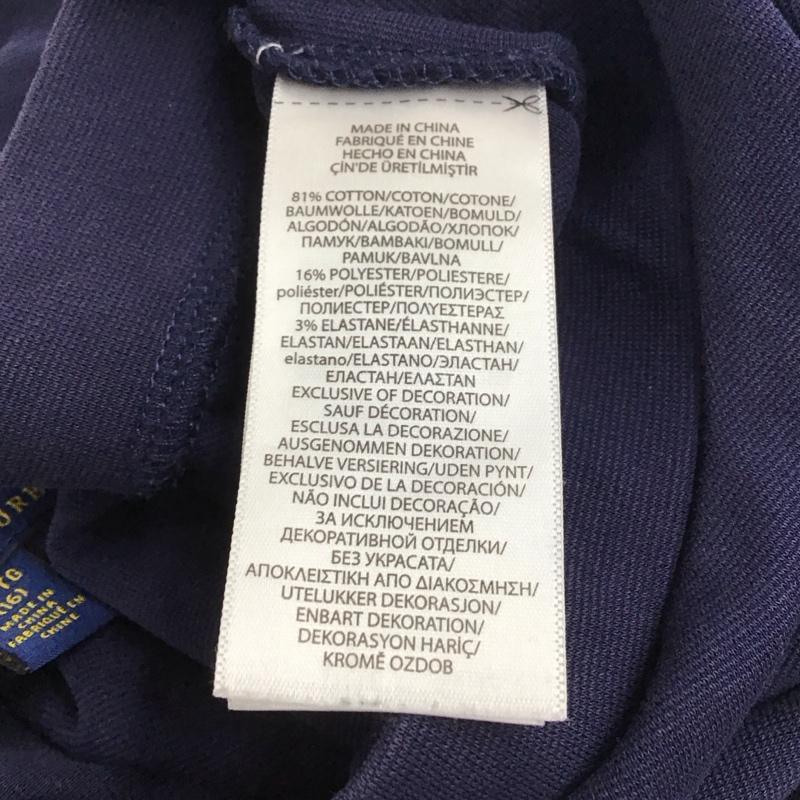 MADE IN CHINA
FABRIQUÉ EN CHINE
HECHO EN CHINA
ÇİN'DE ÜRETİLMİŞTİR
81% COTTON/COTON/COTONE/
BAUMWOLLE/KATOEN/BOMULD/
ALGODÓN/ALGODÃO/ХЛОПОК/
ПАМУК/BAMBAKI/BOMULL/
PAMUK/BAVLNA
16% POLYESTER/POLIESTERE/
poliéster/POLIÉSTER/ПОЛИЭСТЕР/
ПОЛИЕСТЕР/ΠΟΛΥΕΣΤΕΡΑΣ
3% ELASTANE/ÉLASTHANNE/
ELASTAN/ELASTAAN/ELASTHAN/
elastano/ELASTANO/ЭЛАСТАН/
ЕЛАСТАН/ΕΛΑΣΤΑΝ
EXCLUSIVE OF DECORATION/
SAUF DÉCORATION/
ESCLUSA LA DECORAZIONE/
AUSGENOMMEN DEKORATION/
BEHALVE VERSIERING/UDEN PYNT/
EXCLUSIVO DE LA DECORACIÓN/
NÃO INCLUI DECORAÇÃO/
ЗА ИСКЛЮЧЕНИЕМ
ДЕКОРАТИВНОЙ ОТДЕЛКИ/
БЕЗ УКРАСАТА/
ΑΠΟΚΛΕΙΣΤΙΚΗ ΑΠΟ ΔΙΑΚΟΣΜΗΣΗ/
UTELUKKER DEKORASJON/
ENBART DEKORATION/
DEKORASYON HARİÇ/
KROMĚ OZDOB
TG
(16)
MADE IN
CHINA
FABRIQUÉ EN
CHINE